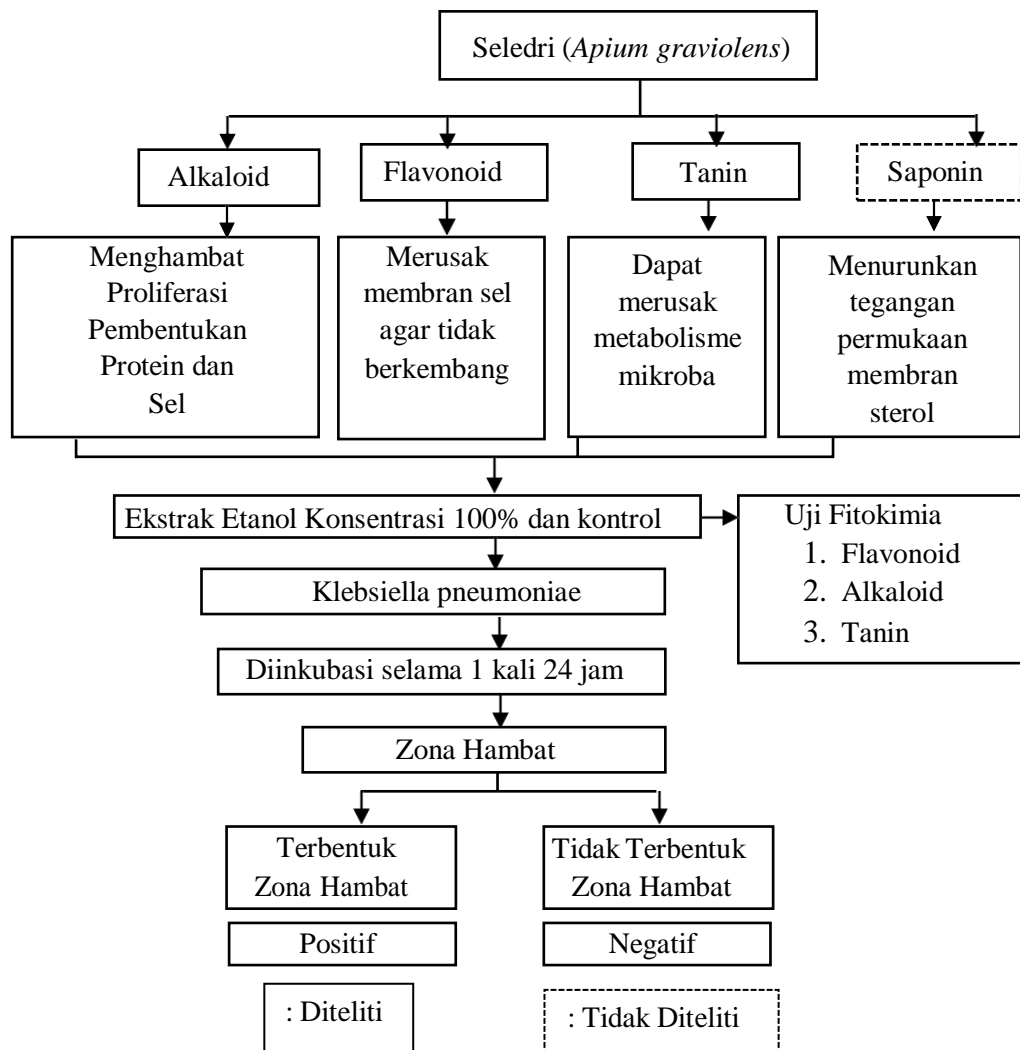 Seledri (Apium graviolens)
Alkaloid
Flavonoid
Tanin
Saponin
Menghambat
Proliferasi
Pembentukan
Protein dan
Sel
Merusak
membran sel
agar tidak
berkembang
Dapat
merusak
metabolisme
mikroba
Menurunkan
tegangan
permukaan
membran
sterol
Ekstrak Etanol Konsentrasi 100% dan kontrol
Uji Fitokimia
1. Flavonoid
2. Alkaloid
3. Tanin
Klebsiella pneumoniae
Diinkubasi selama 1 kali 24 jam
Zona Hambat
Terbentuk
Zona Hambat
Tidak Terbentuk
Zona Hambat
Positif
Negatif
: Diteliti
: Tidak Diteliti